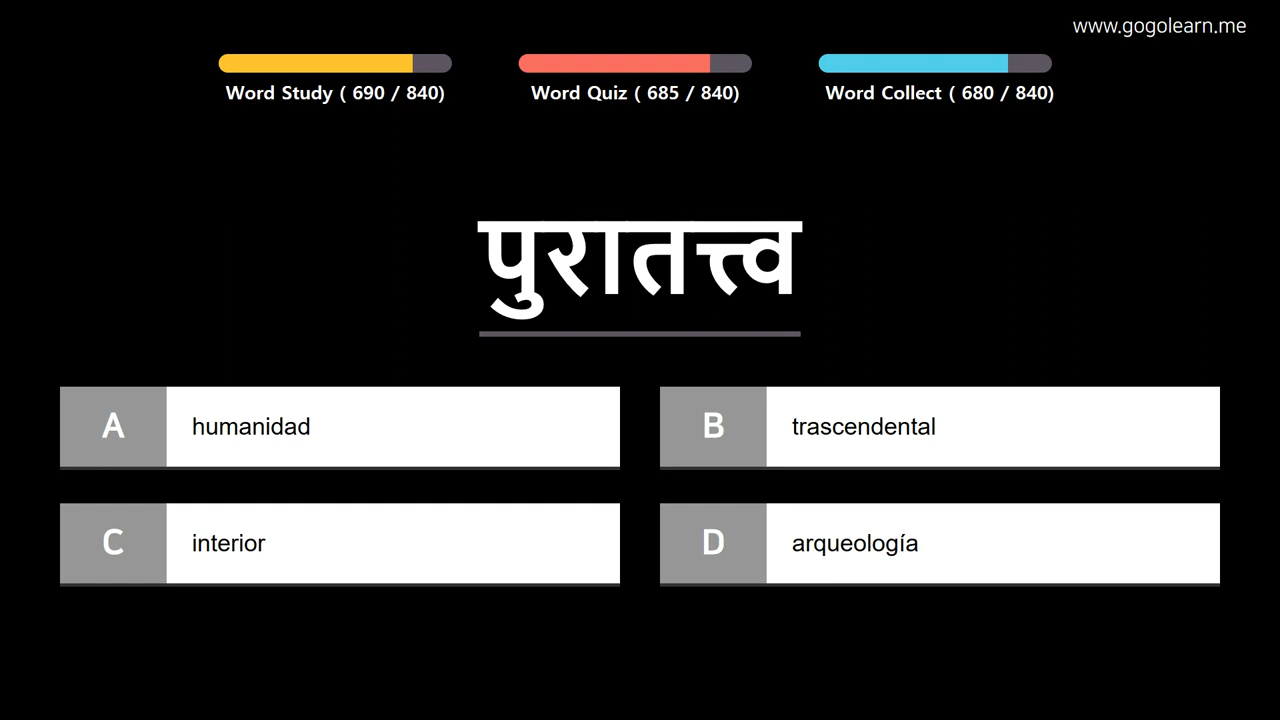 www.gogolearn.me
Word Study ( 690 / 840)
Word Quiz ( 685 / 840)
Word Collect ( 680 / 840)
पुरातत्त्व
A humanidad
B trascendental
C interior
D arqueología